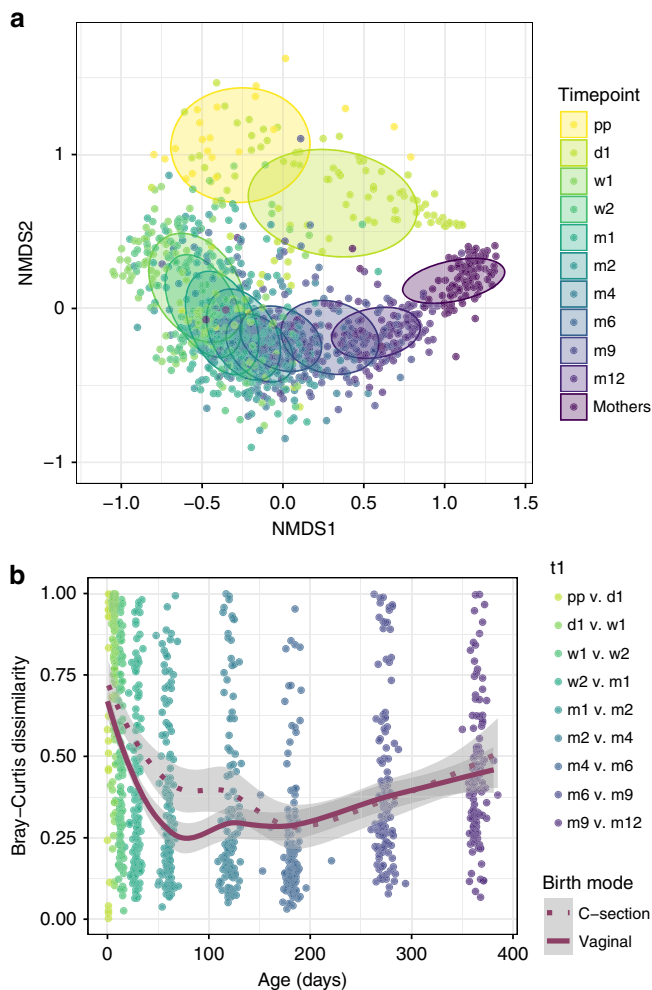 a
NMDS2
1
0
−1
−1.0
−0.5
0.0
0.5
1.0
1.5
NMDS1
Timepoint
pp
d1
w1
w2
m1
m2
m4
m6
m9
m12
Mothers
b
Bray−Curtis dissimilarity
1.00
0.75
0.50
0.25
0.00
0
100
200
300
400
Age (days)
t1
pp v. d1
d1 v. w1
w1 v. w2
w2 v. m1
m1 v. m2
m2 v. m4
m4 v. m6
m6 v. m9
m9 v. m12
Birth mode
C−section
Vaginal